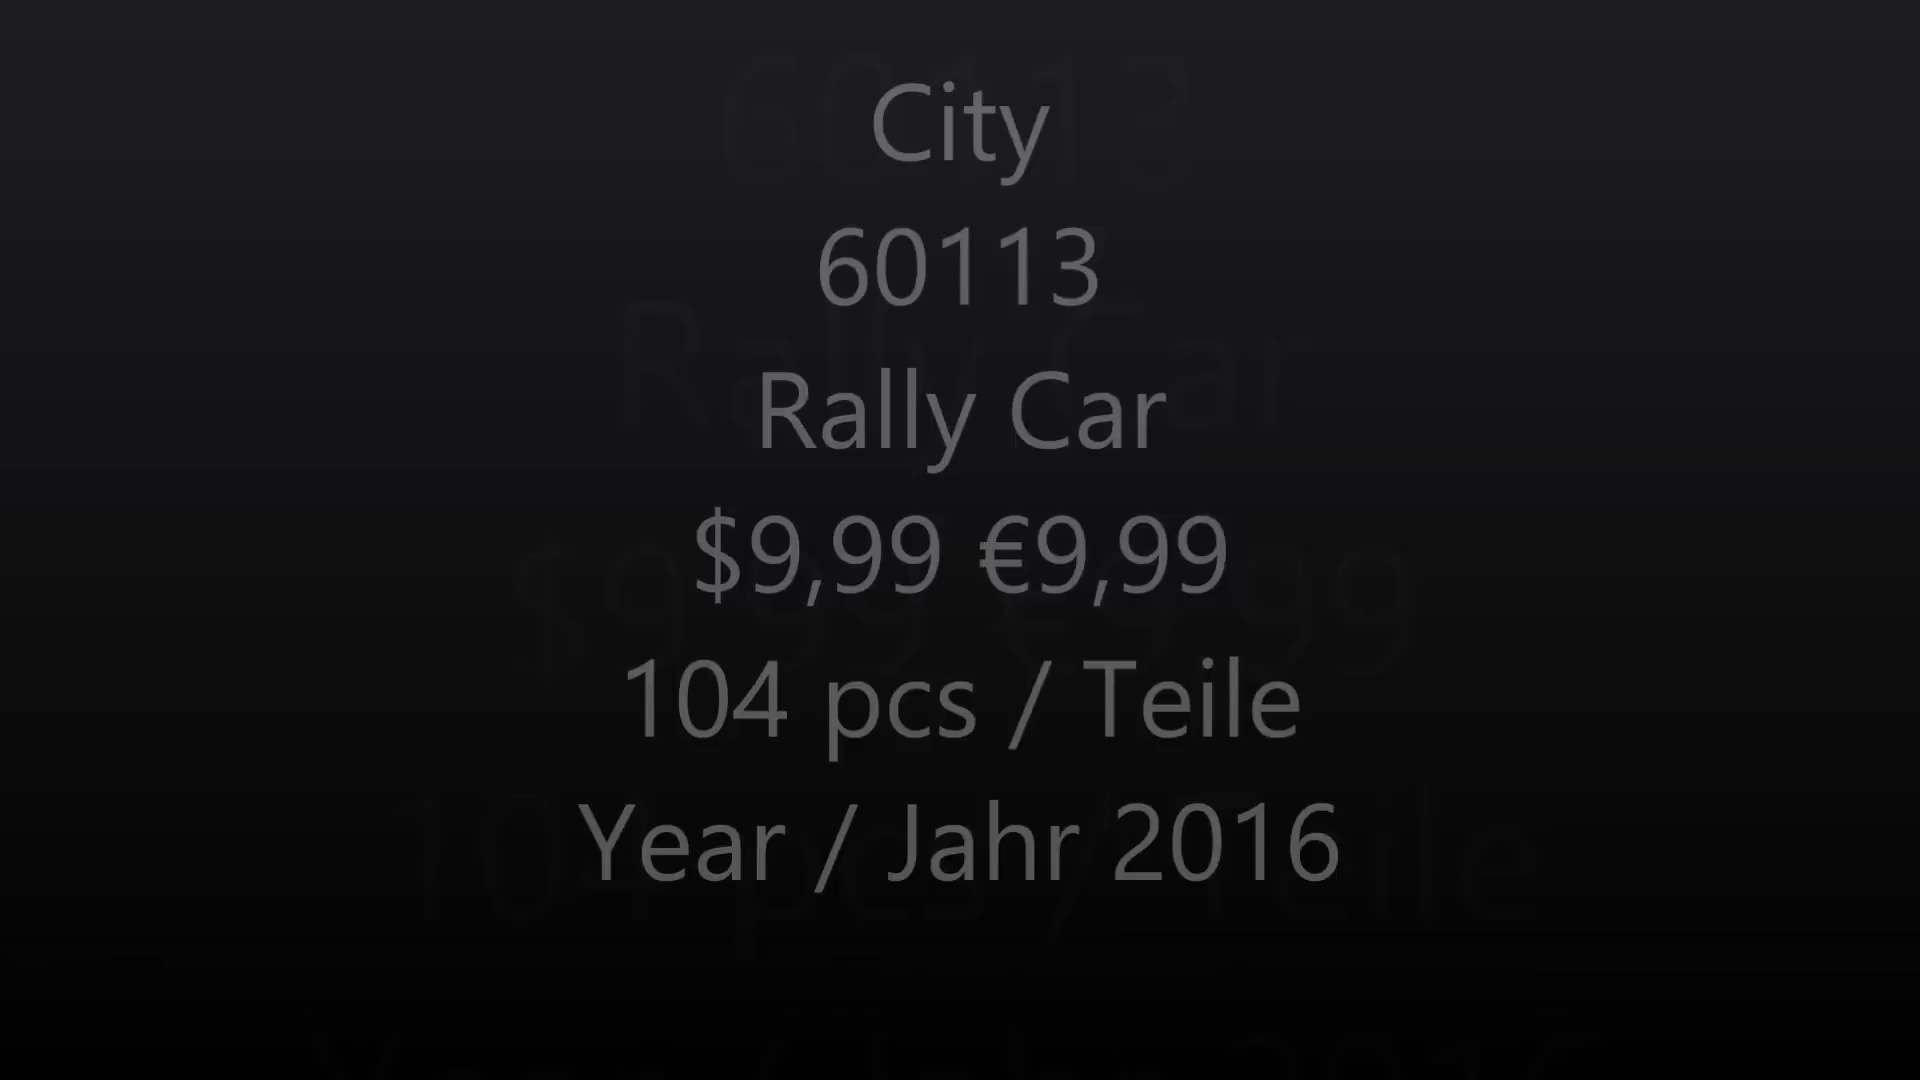 City
60113
Rally Car
$9,99 €9,99
104 pcs / Teile
Year / Jahr 2016